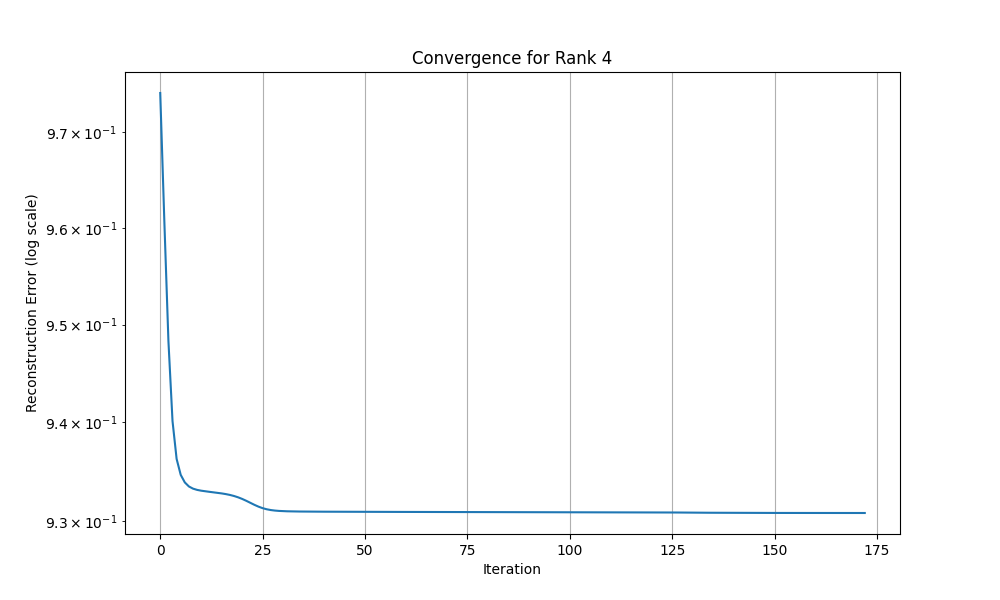 Convergence for Rank 4
Reconstruction Error (log scale)
9.7 × 10⁻¹
9.6 × 10⁻¹
9.5 × 10⁻¹
9.4 × 10⁻¹
9.3 × 10⁻¹
0 25 50 75 100 125 150 175
Iteration